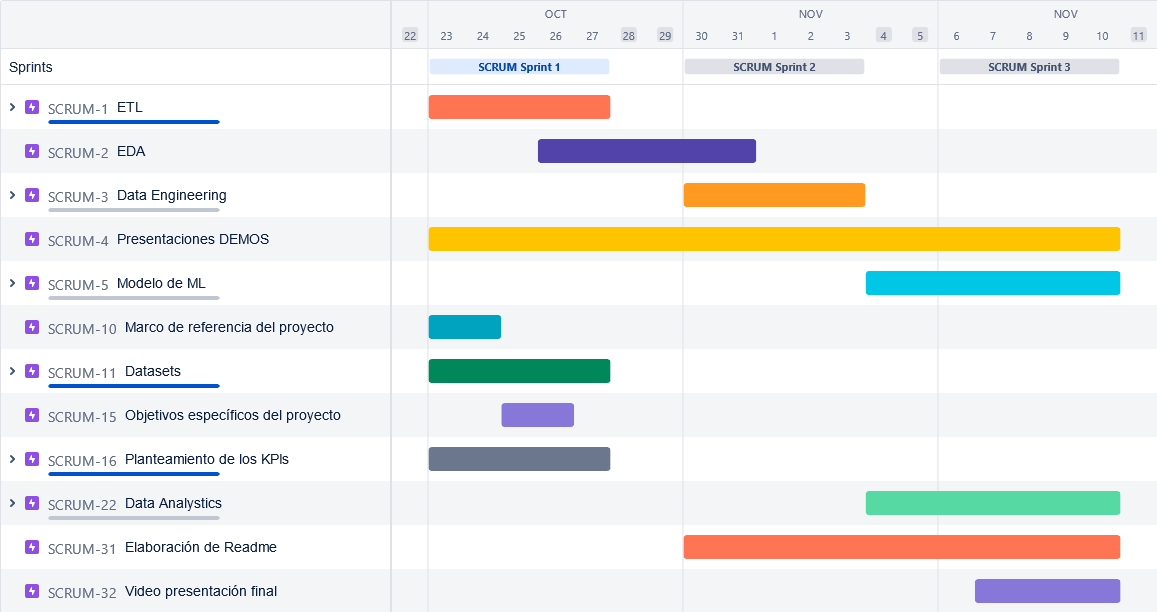 OCT NOV NOV
22 23 24 25 26 27 28 29 30 31 1 2 3 4 5 6 7 8 9 10 11
Sprints SCRUM Sprint 1 SCRUM Sprint 2 SCRUM Sprint 3
SCRUM-1 ETL
SCRUM-2 EDA
SCRUM-3 Data Engineering
SCRUM-4 Presentaciones DEMOS
SCRUM-5 Modelo de ML
SCRUM-10 Marco de referencia del proyecto
SCRUM-11 Datasets
SCRUM-15 Objetivos específicos del proyecto
SCRUM-16 Planteamiento de los KPIs
SCRUM-22 Data Analystics
SCRUM-31 Elaboración de Readme
SCRUM-32 Video presentación final